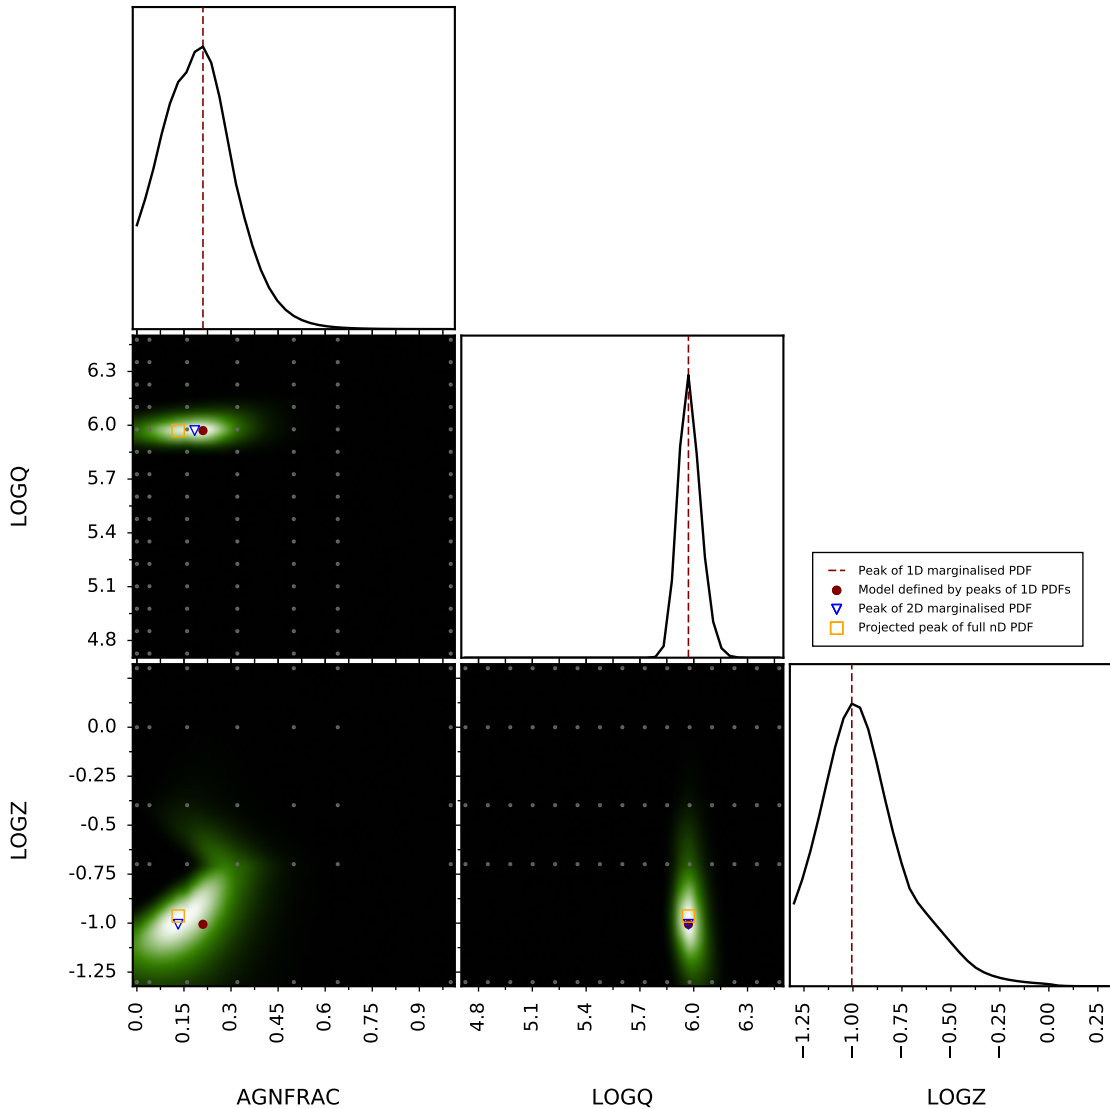 6.3
6.0
5.7
5.4
5.1
4.8
LOGQ
Peak of 1D marginalised PDF
Model defined by peaks of 1D PDFs
Peak of 2D marginalised PDF
Projected peak of full nD PDF
0.0
-0.25
-0.5
-0.75
-1.0
-1.25
LOGZ
0.0 0.15 0.3 0.45 0.6 0.75 0.9
4.8 5.1 5.4 5.7 6.0 6.3
−1.25 −1.00 −0.75 −0.50 −0.25 0.00 0.25
AGNFRAC LOGQ LOGZ